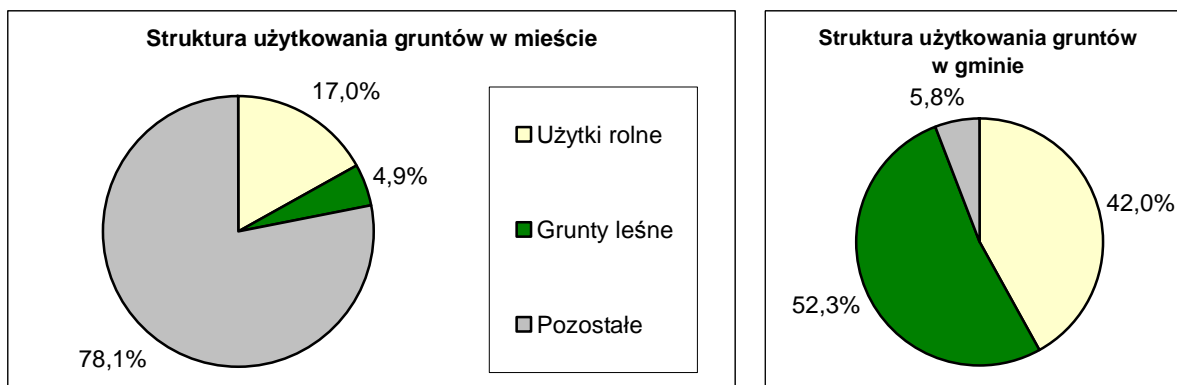 Struktura użytkowania gruntów w mieście
17,0%
4,9%
78,1%
Użytki rolne
Grunty leśne
Pozostałe
Struktura użytkowania gruntów
w gminie
5,8%
42,0%
52,3%